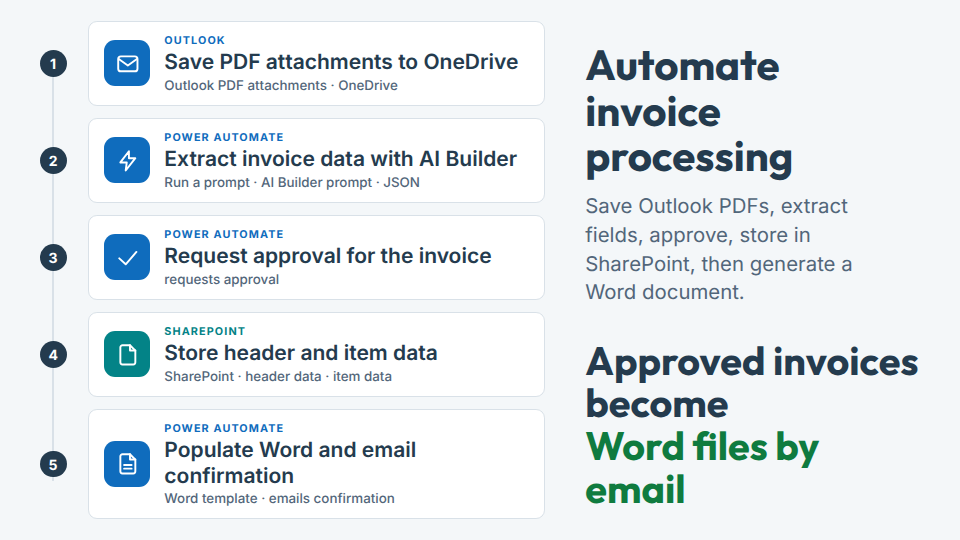 1
OUTLOOK
Save PDF attachments to OneDrive
Outlook PDF attachments · OneDrive
2
POWER AUTOMATE
Extract invoice data with AI Builder
Run a prompt · AI Builder prompt · JSON
3
POWER AUTOMATE
Request approval for the invoice
requests approval
4
SHAREPOINT
Store header and item data
SharePoint · header data · item data
5
POWER AUTOMATE
Populate Word and email
confirmation
Word template · emails confirmation
Automate
invoice
processing
Save Outlook PDFs, extract
fields, approve, store in
SharePoint, then generate a
Word document.
Approved invoices
become
Word files by
email